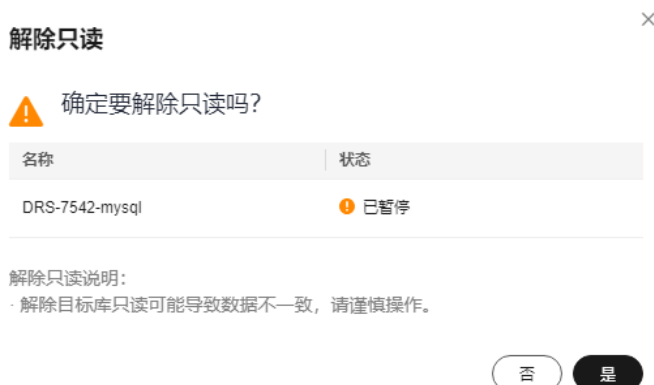 解除只读
确定要解除只读吗？
名称 状态
DRS-7542-mysql 已暂停
解除只读说明：
· 解除目标库只读可能导致数据不一致，请谨慎操作。
否 是